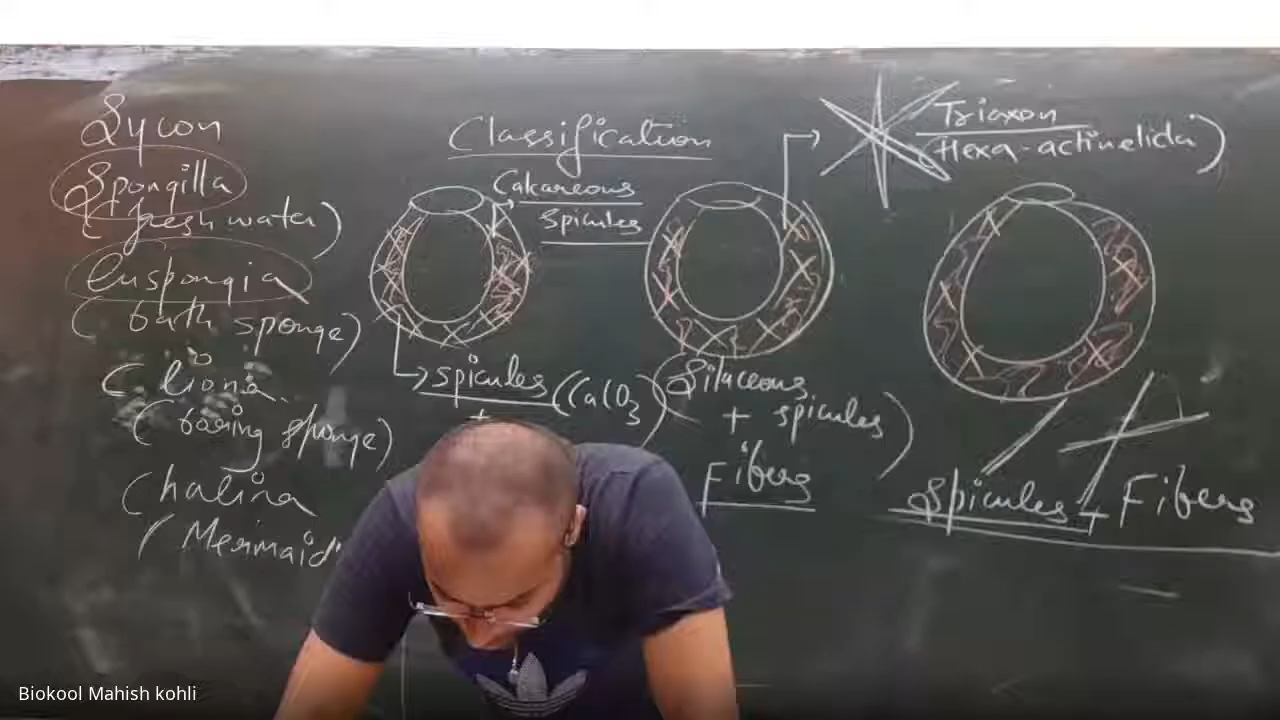 Sycon
Spongilla
(fresh water)
Euspongia
(bath sponge)
Cliona
(boring sponge)
Chalina
(Mermaid
Classification
Calcareous
Spicules
spicules (CaCO3)
+
Silaceous
+ spicules)
Fibers
Triaxon
(Hexa-actinelida)
Spicules + Fibers
Biokool Mahish kohli